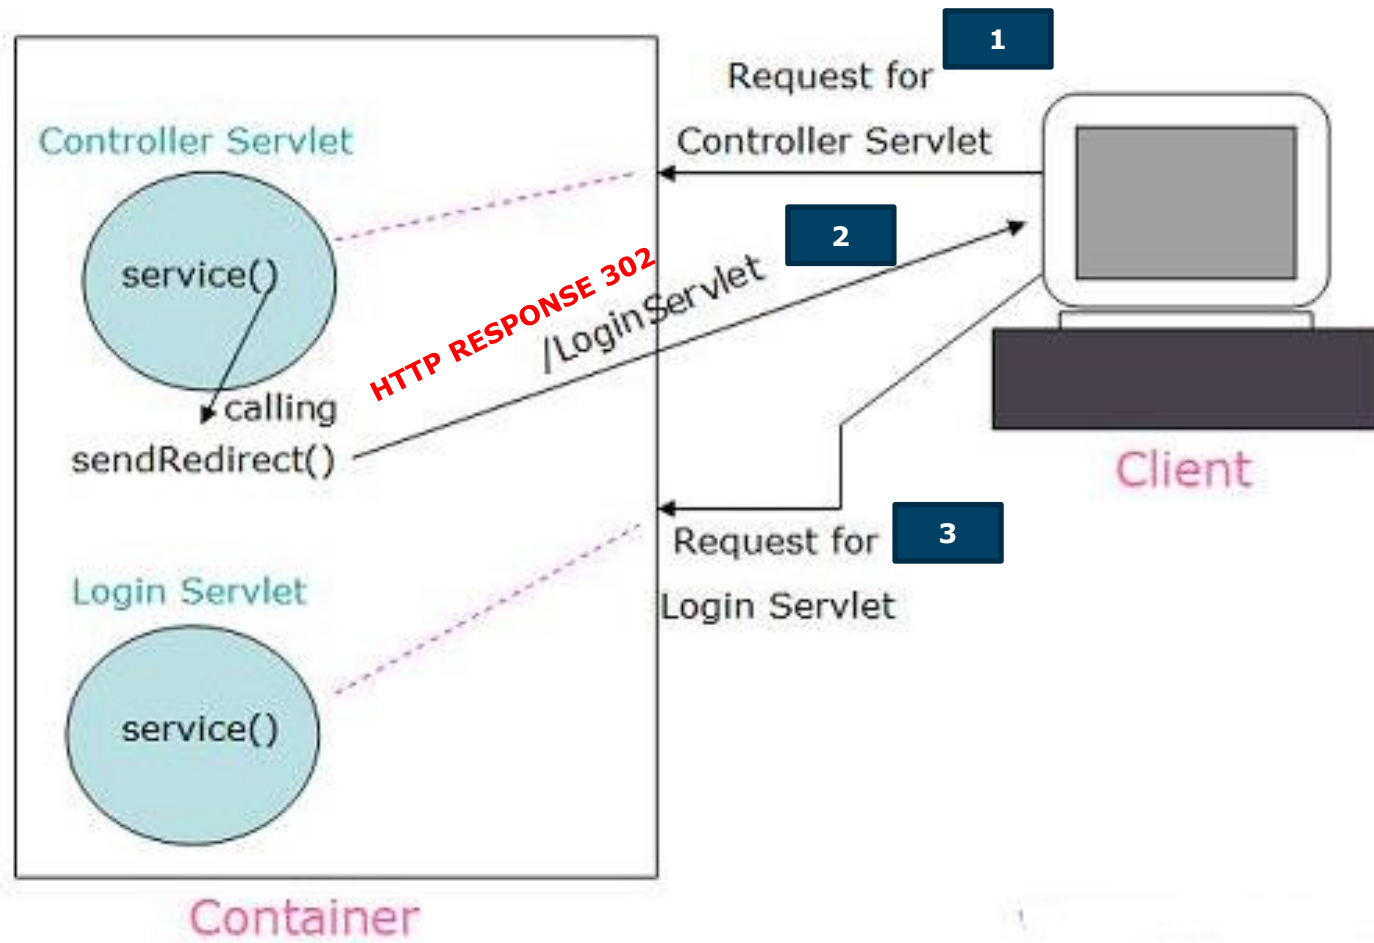 1
Request for
Controller Servlet
Controller Servlet
2
HTTP RESPONSE 302
/LoginServlet
service()
calling
sendRedirect()
Client
3
Request for
Login Servlet
Login Servlet
service()
Container